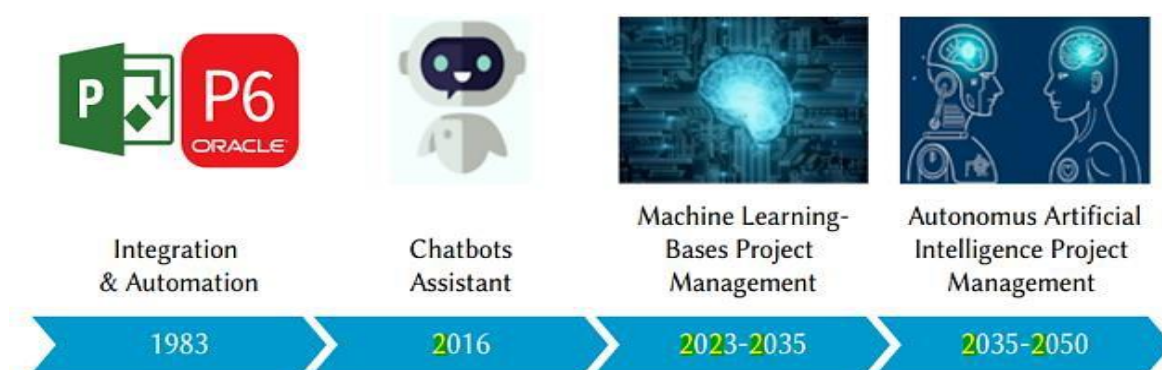 P
P6
ORACLE
Integration
& Automation
Chatbots
Assistant
Machine Learning-
Bases Project
Management
Autonomus Artificial
Intelligence Project
Management
1983
2016
2023-2035
2035-2050